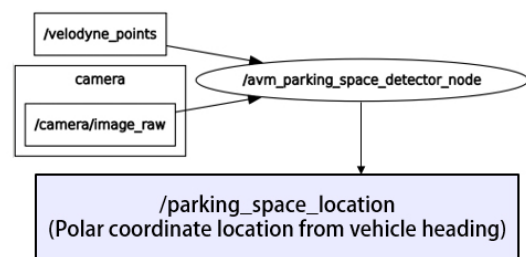 /velodyne_points
camera
/avm_parking_space_detector_node
/camera/image_raw
/parking_space_location
(Polar coordinate location from vehicle heading)